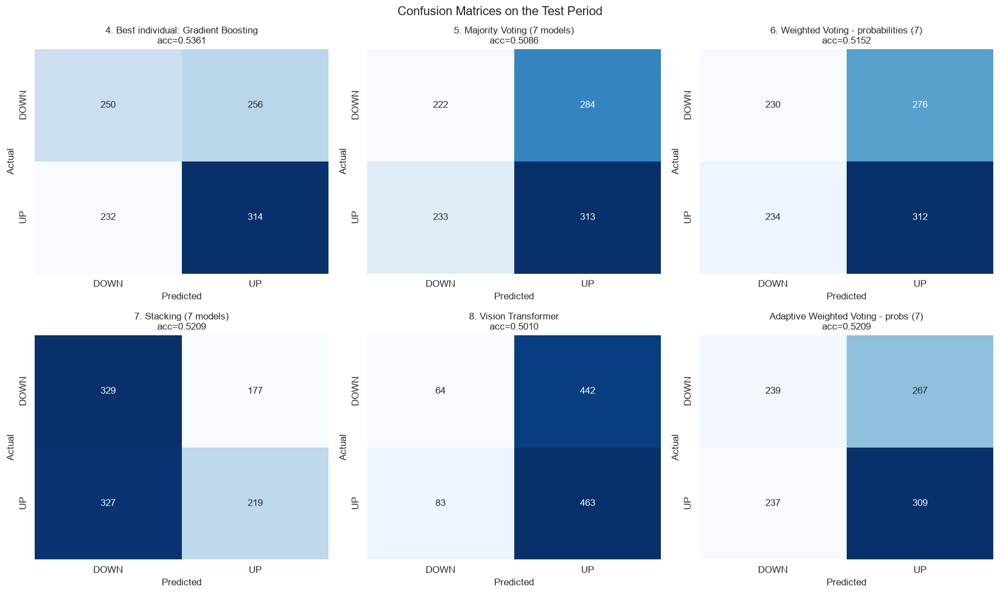 Confusion Matrices on the Test Period
4. Best individual: Gradient Boosting
acc=0.5361
DOWN
250
256
Actual
UP
232
314
DOWN
UP
Predicted
5. Majority Voting (7 models)
acc=0.5086
DOWN
222
284
Actual
UP
233
313
DOWN
UP
Predicted
6. Weighted Voting - probabilities (7)
acc=0.5152
DOWN
230
276
Actual
UP
234
312
DOWN
UP
Predicted
7. Stacking (7 models)
acc=0.5209
DOWN
329
177
Actual
UP
327
219
DOWN
UP
Predicted
8. Vision Transformer
acc=0.5010
DOWN
64
442
Actual
UP
83
463
DOWN
UP
Predicted
Adaptive Weighted Voting - probs (7)
acc=0.5209
DOWN
239
267
Actual
UP
237
309
DOWN
UP
Predicted